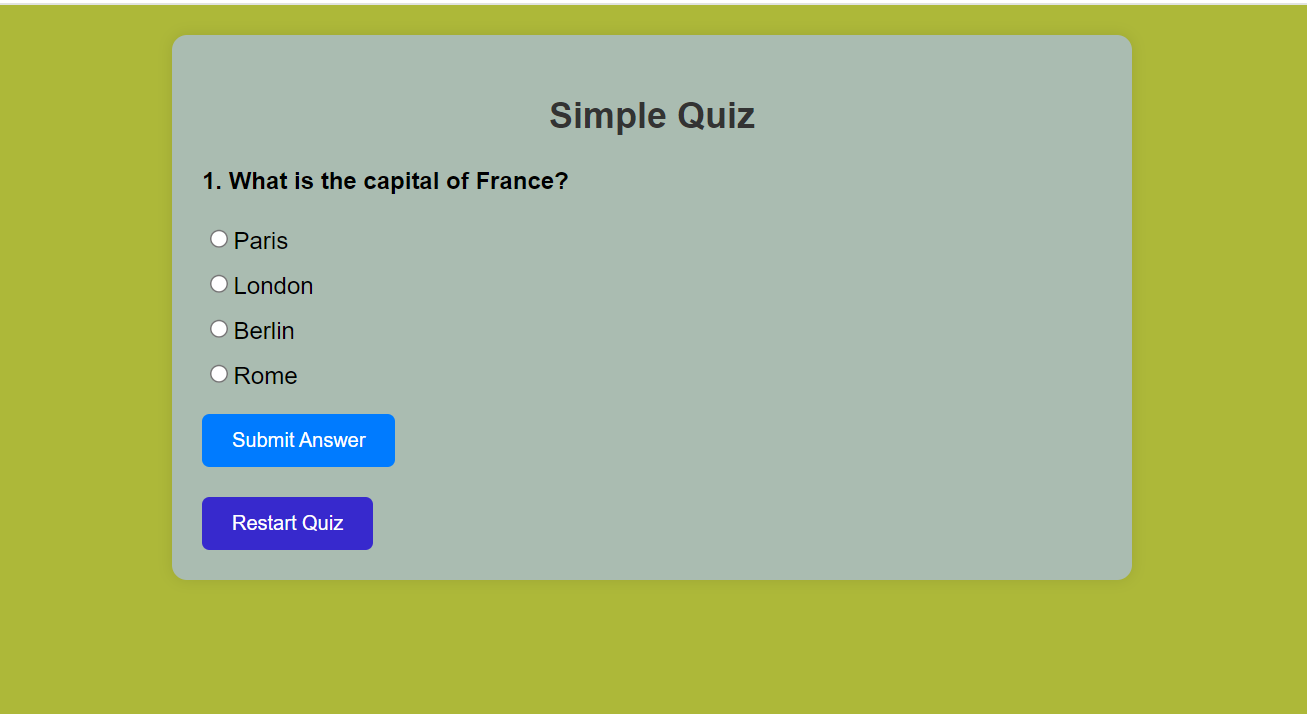 Simple Quiz
1. What is the capital of France?
Paris
London
Berlin
Rome
Submit Answer
Restart Quiz